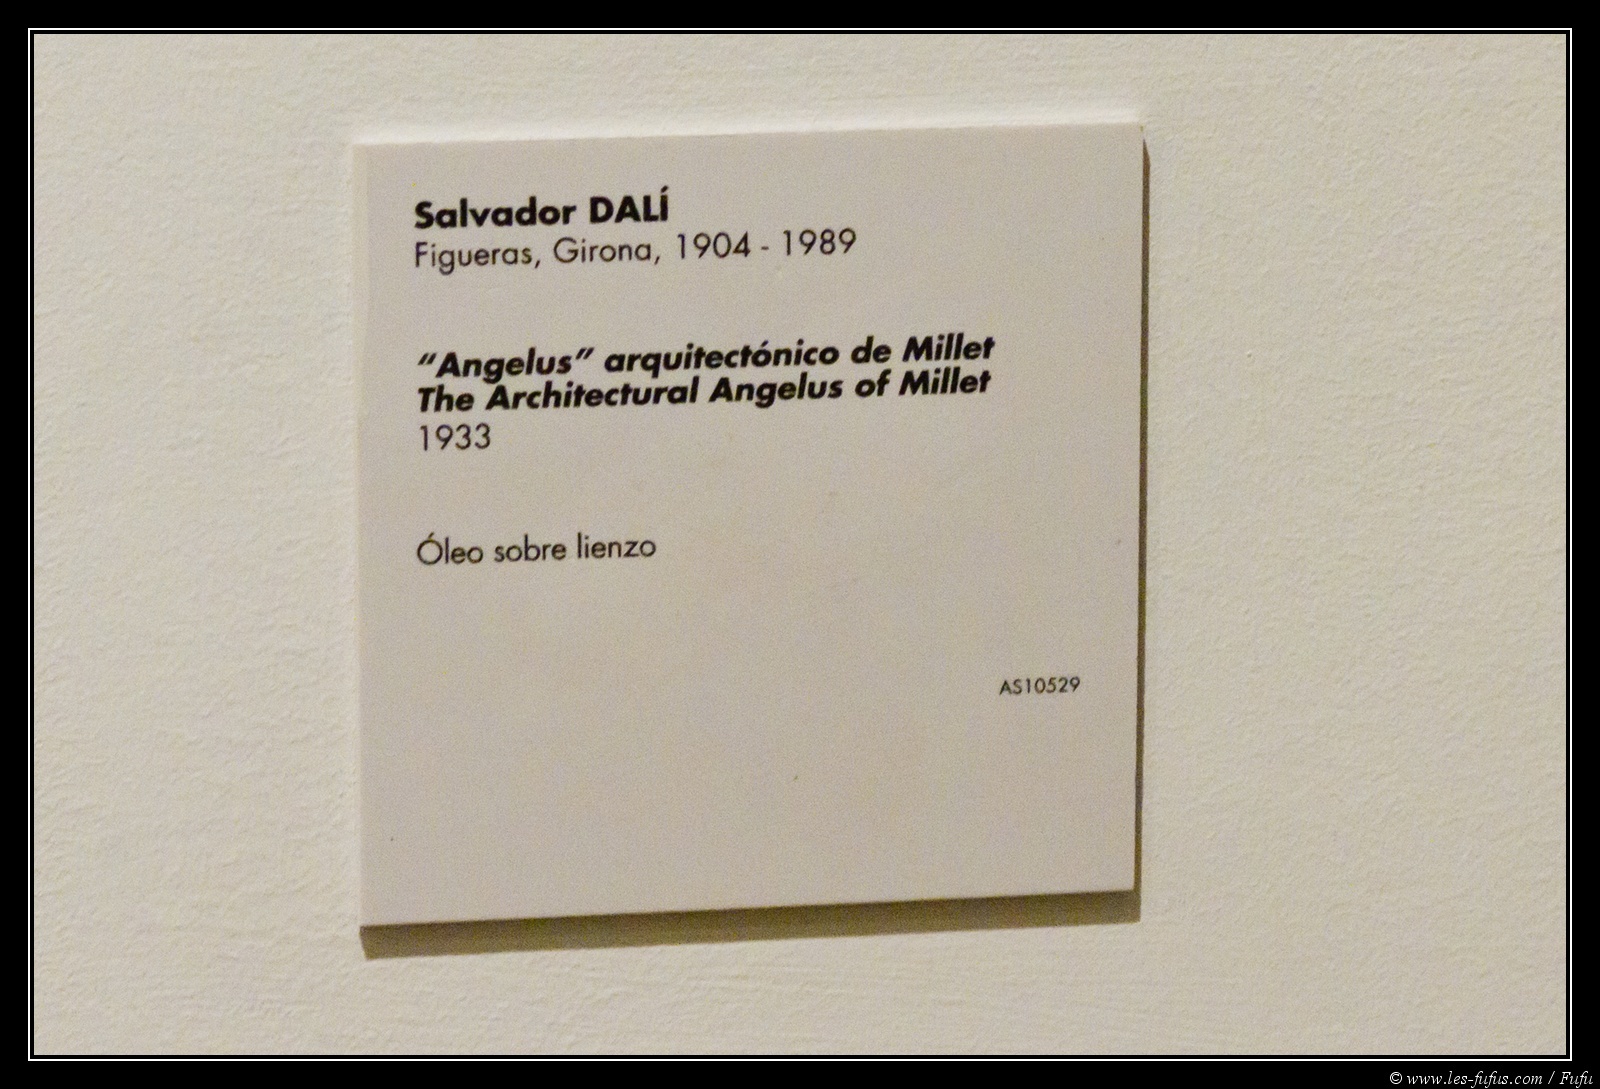 Salvador DALÍ
Figueras, Girona, 1904 - 1989
“Angelus” arquitectónico de Millet
The Architectural Angelus of Millet
1933
Óleo sobre lienzo
AS10529
© www.les-fufus.com / Fufu